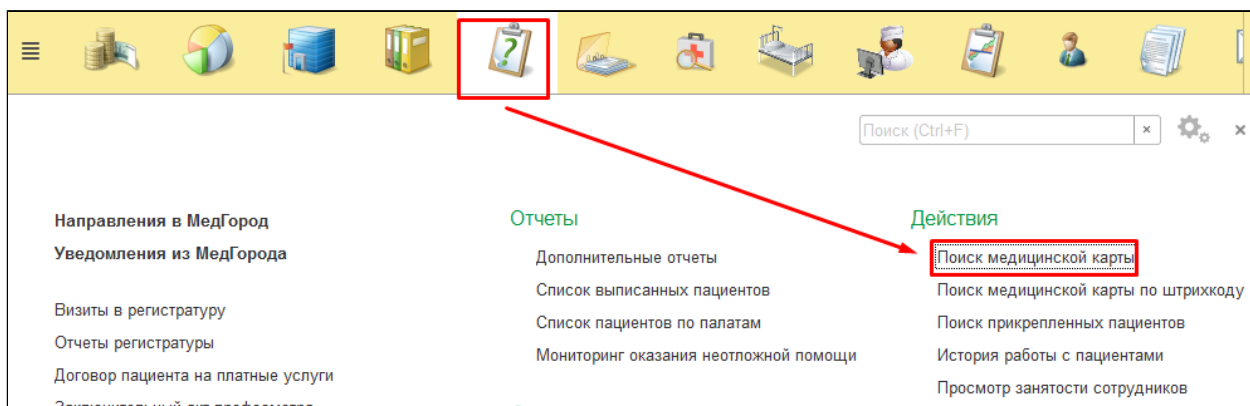 Поиск (Ctrl+F)
Направления в МедГород
Уведомления из МедГорода
Визиты в регистратуру
Отчеты регистратуры
Договор пациента на платные услуги
Отчеты
Дополнительные отчеты
Список выписанных пациентов
Список пациентов по палатам
Мониторинг оказания неотложной помощи
Действия
Поиск медицинской карты
Поиск медицинской карты по штрихкоду
Поиск прикрепленных пациентов
История работы с пациентами
Просмотр занятости сотрудников